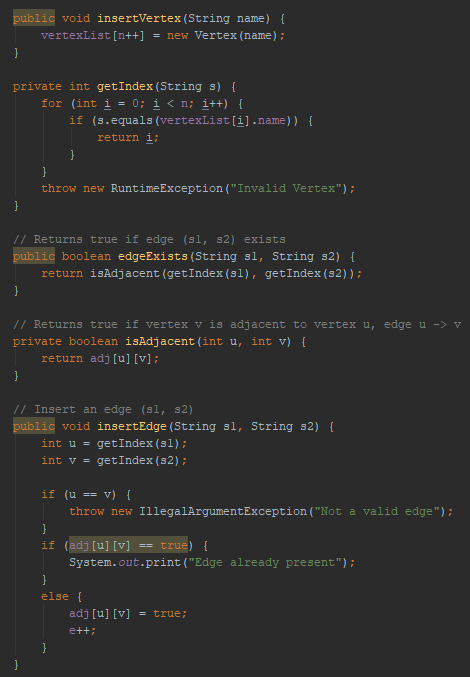 public void insertVertex(String name) {
    vertexList[n++] = new Vertex(name);
}

private int getIndex(String s) {
    for (int i = 0; i < n; i++) {
        if (s.equals(vertexList[i].name)) {
            return i;
        }
    }
    throw new RuntimeException("Invalid Vertex");
}

// Returns true if edge (s1, s2) exists
public boolean edgeExists(String s1, String s2) {
    return isAdjacent(getIndex(s1), getIndex(s2));
}

// Returns true if vertex v is adjacent to vertex u, edge u -> v
private boolean isAdjacent(int u, int v) {
    return adj[u][v];
}

// Insert an edge (s1, s2)
public void insertEdge(String s1, String s2) {
    int u = getIndex(s1);
    int v = getIndex(s2);

    if (u == v) {
        throw new IllegalArgumentException("Not a valid edge");
    }
    if (adj[u][v] == true) {
        System.out.print("Edge already present");
    }
    else {
        adj[u][v] = true;
        e++;
    }
}